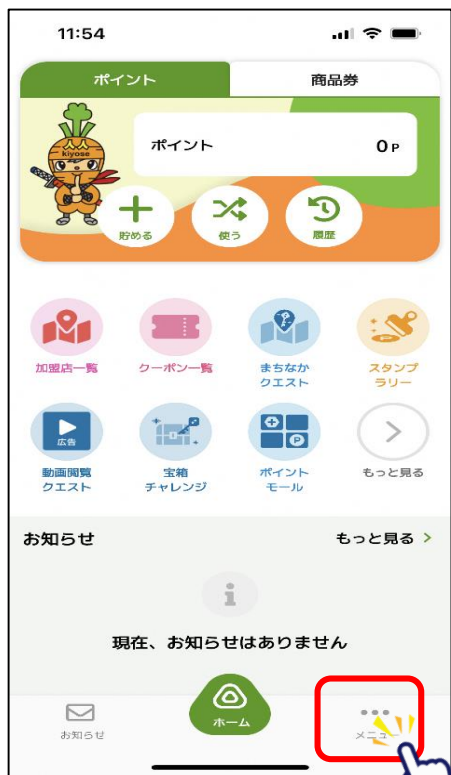 11:54
ポイント
商品券
kiyose
ポイント
0 P
貯める
使う
履歴
加盟店一覧
クーポン一覧
まちなか
クエスト
スタンプ
ラリー
広告
P
動画閲覧
クエスト
宝箱
チャレンジ
ポイント
モール
もっと見る
お知らせ
もっと見る >
i
現在、お知らせはありません
お知らせ
ホーム
メニュー